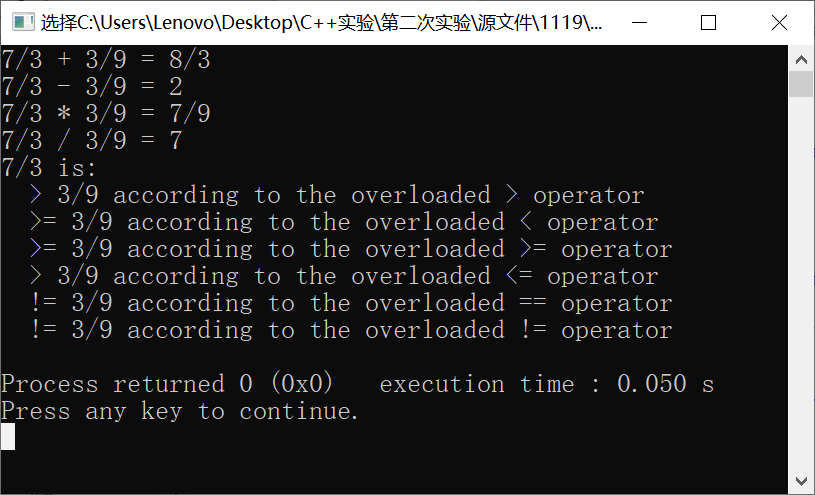 选择C:\Users\Lenovo\Desktop\C++实验\第二次实验\源文件\1119\...
7/3 + 3/9 = 8/3
7/3 - 3/9 = 2
7/3 * 3/9 = 7/9
7/3 / 3/9 = 7
7/3 is:
  > 3/9 according to the overloaded > operator
  >= 3/9 according to the overloaded < operator
  >= 3/9 according to the overloaded >= operator
  > 3/9 according to the overloaded <= operator
  != 3/9 according to the overloaded == operator
  != 3/9 according to the overloaded != operator

Process returned 0 (0x0)   execution time : 0.050 s
Press any key to continue.